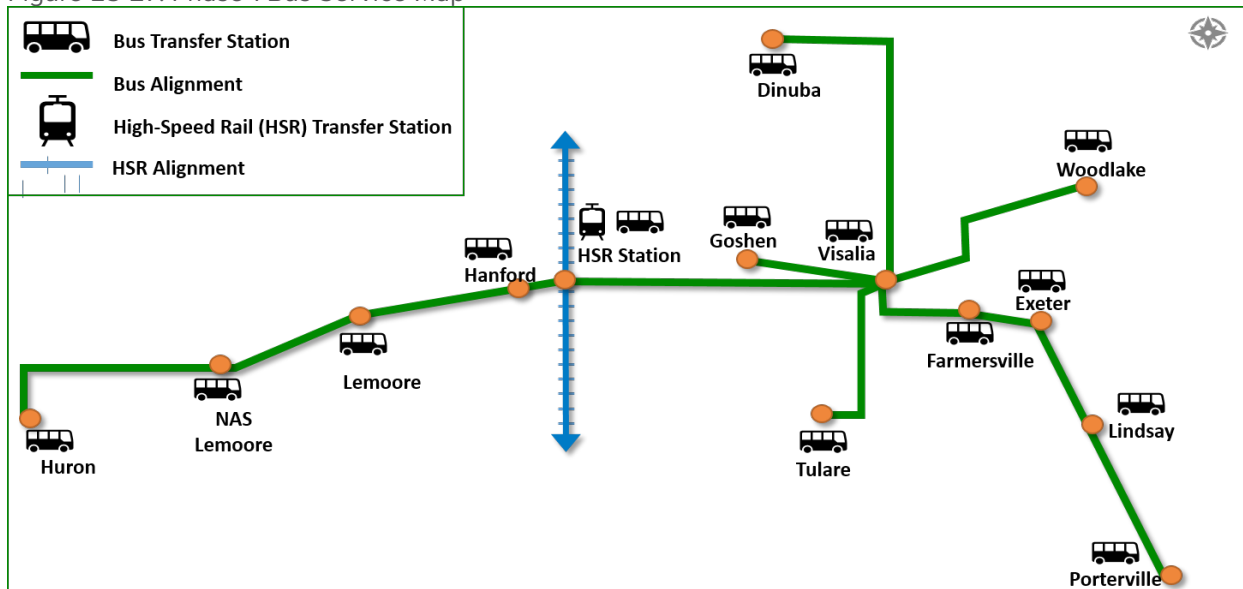 Bus Transfer Station
Bus Alignment
High-Speed Rail (HSR) Transfer Station
HSR Alignment
Dinuba
Woodlake
Goshen
Visalia
HSR Station
Hanford
Exeter
Farmersville
Lemoore
NAS
Lemoore
Huron
Tulare
Lindsay
Porterville